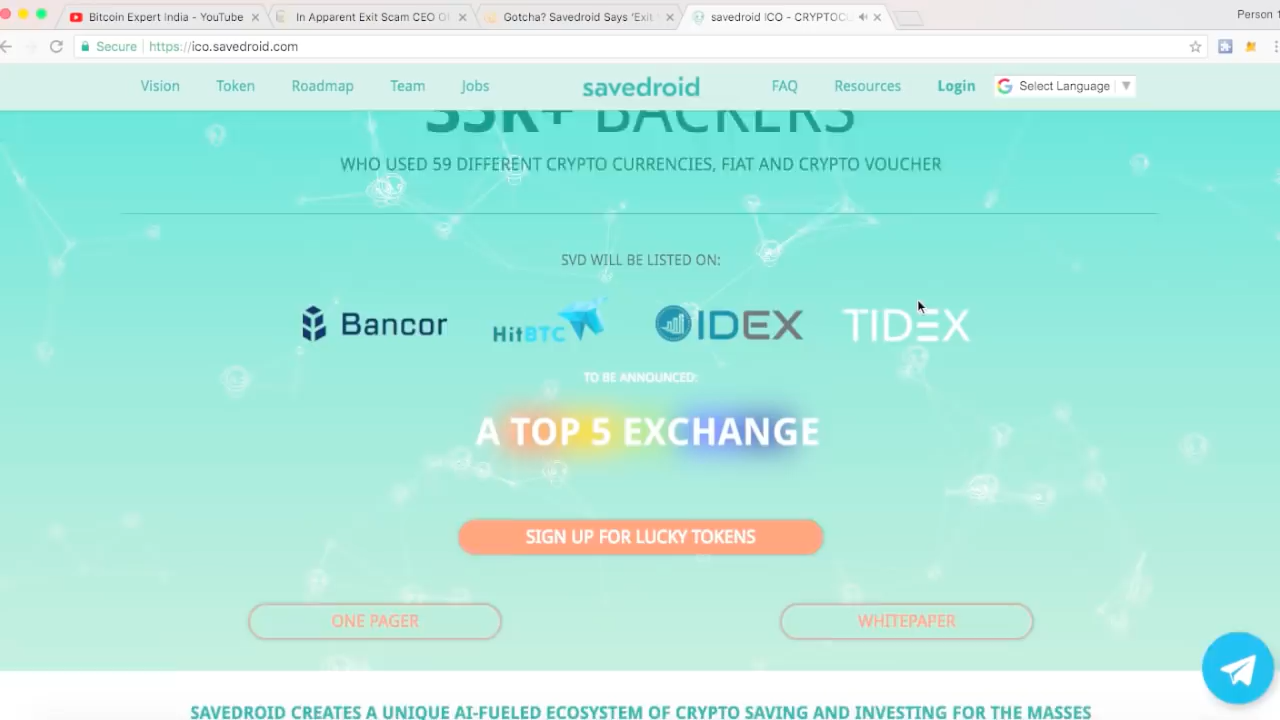 Bitcoin Expert India - YouTube
In Apparent Exit Scam CEO O
Gotcha? Savedroid Says 'Exit
savedroid ICO - CRYPTOC
Person 1
Secure
https://ico.savedroid.com
Vision
Token
Roadmap
Team
Jobs
savedroid
FAQ
Resources
Login
Select Language
35K+ BACKERS
WHO USED 59 DIFFERENT CRYPTO CURRENCIES, FIAT AND CRYPTO VOUCHER
SVD WILL BE LISTED ON:
Bancor
HitBTC
IDEX
TIDEX
TO BE ANNOUNCED:
A TOP 5 EXCHANGE
SIGN UP FOR LUCKY TOKENS
ONE PAGER
WHITEPAPER
SAVEDROID CREATES A UNIQUE AI-FUELED ECOSYSTEM OF CRYPTO SAVING AND INVESTING FOR THE MASSES